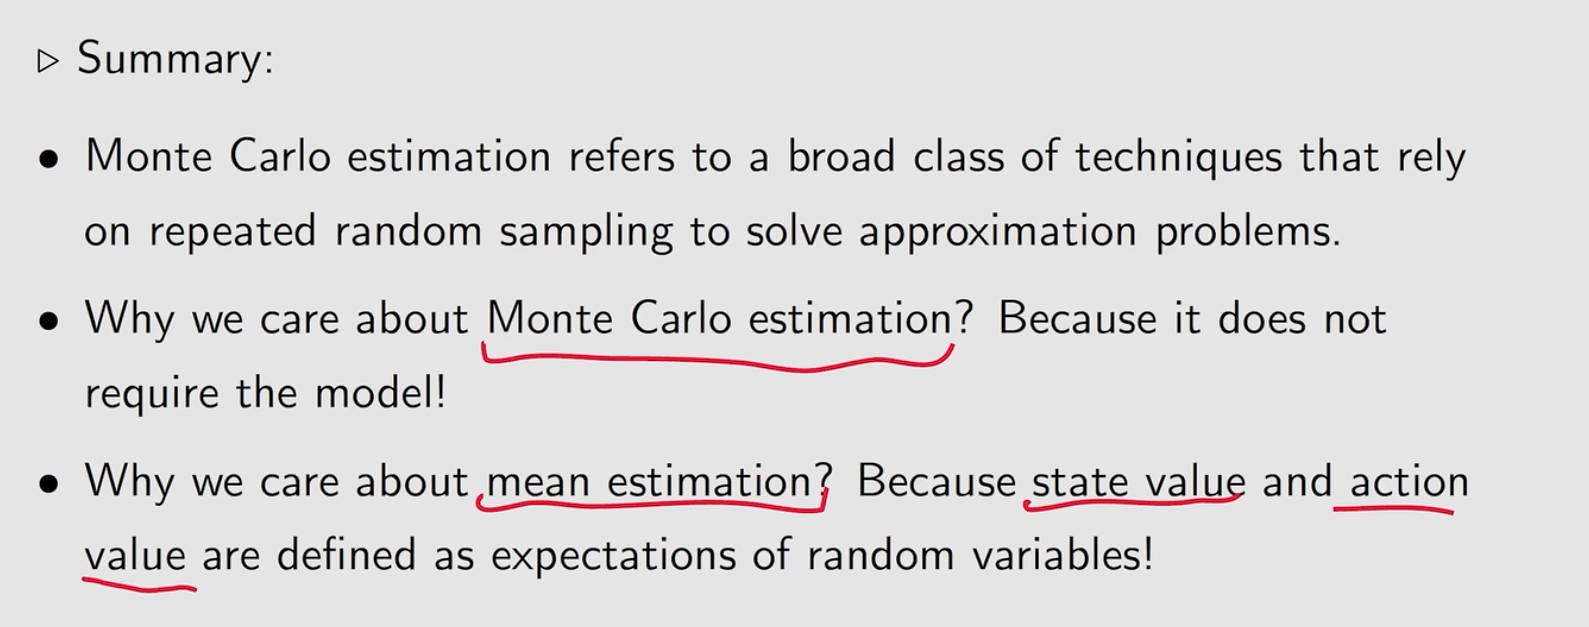 ▷ Summary:
● Monte Carlo estimation refers to a broad class of techniques that rely
on repeated random sampling to solve approximation problems.
● Why we care about Monte Carlo estimation? Because it does not
require the model!
● Why we care about mean estimation? Because state value and action
value are defined as expectations of random variables!